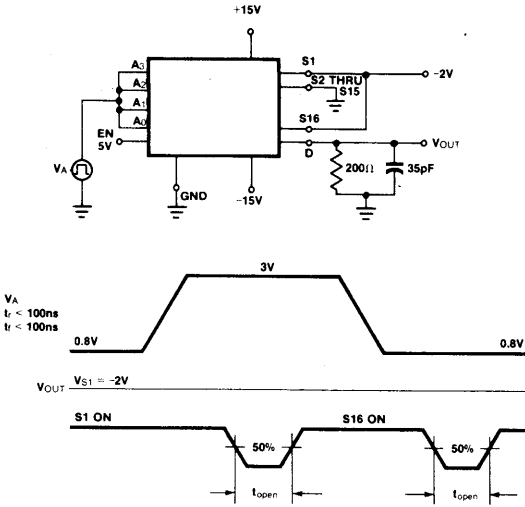 +15V
A3
A2
A1
A0
EN
5V
VA
GND
-15V
S1
S2 THRU
S15
S16
D
-2V
VOUT
200Ω
35pF
VA
tr < 100ns
tf < 100ns
0.8V
3V
0.8V
VOUT
VS1 = -2V
S1 ON
50%
topen
S16 ON
50%
topen